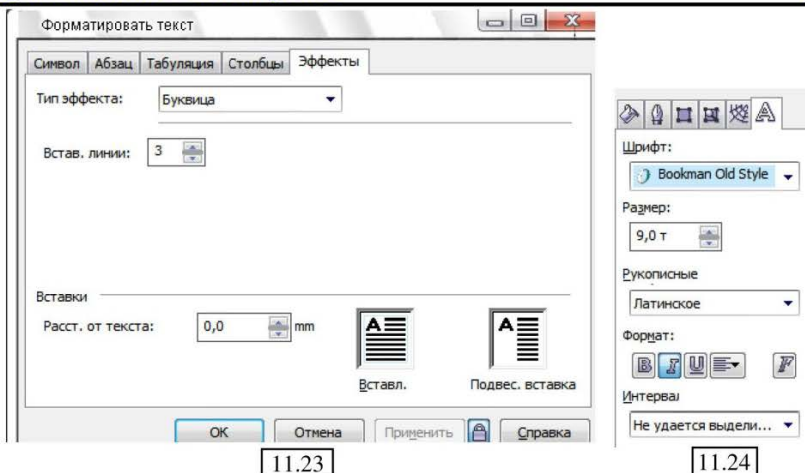 Форматировать текст
Символ Абзац Табуляция Столбцы Эффекты
Тип эффекта: Буквица
Встав. линии: 3
Вставки
Расст. от текста: 0,0 mm
Вставл. Подвес. вставка
OK Отмена Применить Справка
11.23
Шрифт:
Bookman Old Style
Размер:
9,0 т
Рукописные
Латинское
Формат:
B I U F
Интервал
Не удается выдели...
11.24